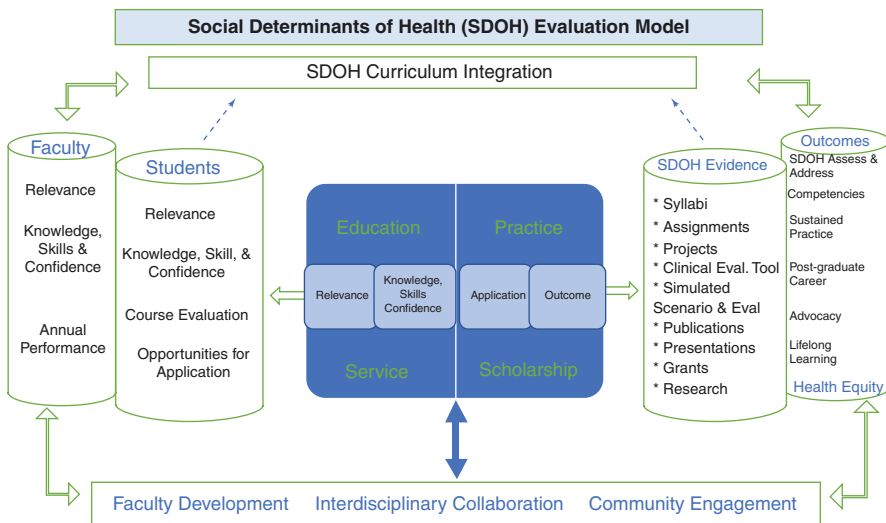 Social Determinants of Health (SDOH) Evaluation Model
SDOH Curriculum Integration
Faculty
Relevance
Knowledge,
Skills &
Confidence
Annual
Performance
Students
Relevance
Knowledge, Skill, &
Confidence
Course Evaluation
Opportunities for
Application
Education
Practice
Relevance
Knowledge,
Skills
Confidence
Application
Outcome
Service
Scholarship
SDOH Evidence
* Syllabi
* Assignments
* Projects
* Clinical Eval. Tool
* Simulated
Scenario & Eval
* Publications
* Presentations
* Grants
* Research
Outcomes
SDOH Assess &
Address
Competencies
Sustained
Practice
Post-graduate
Career
Advocacy
Lifelong
Learning
Health Equity
Faculty Development Interdisciplinary Collaboration Community Engagement